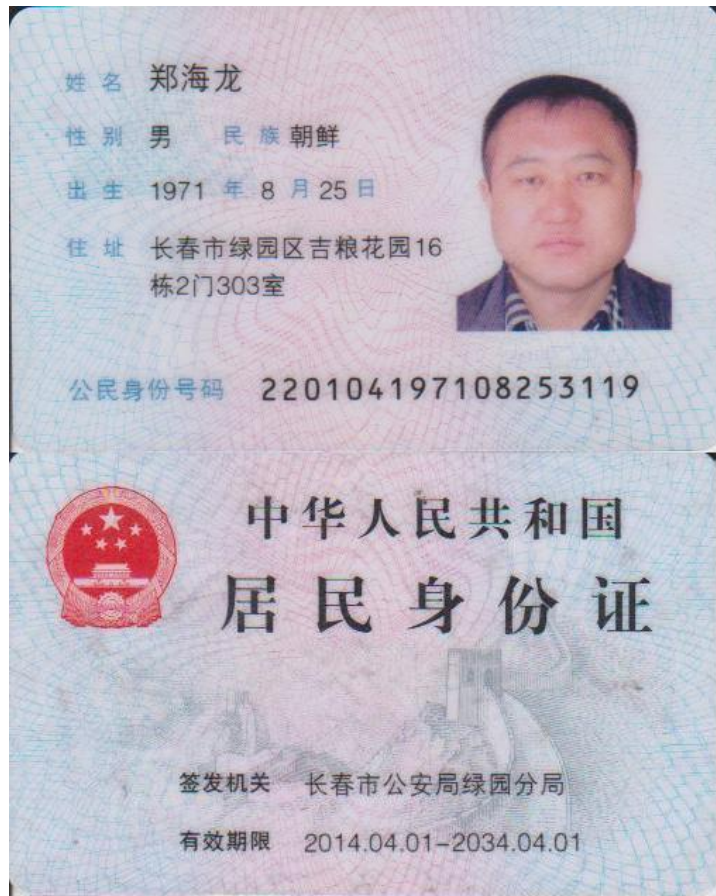 姓名 郑海龙
性别 男 民族 朝鲜
出生 1971 年 8 月 25 日
住址 长春市绿园区吉粮花园16
栋2门303室
公民身份号码 220104197108253119
中华人民共和国
居民身份证
签发机关 长春市公安局绿园分局
有效期限 2014.04.01-2034.04.01